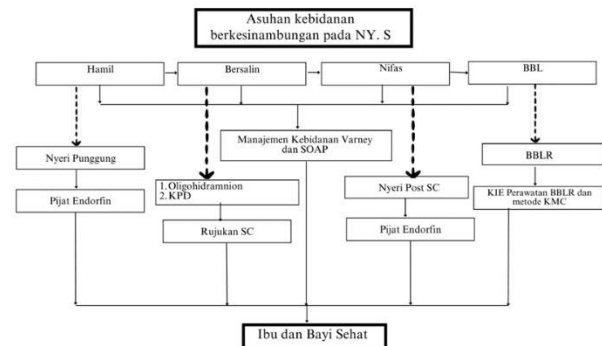 Asuhan kebidanan
berkesinambungan pada NY. S
Hamil
Bersalin
Nifas
BBL
Manajemen Kebidanan Varney
dan SOAP
Nyeri Punggung
BBLR
1. Oligohidramnion
2. KPD
Nyeri Post SC
KIE Perawatan BBLR dan
metode KMC
Pijat Endorfin
Rujukan SC
Pijat Endorfin
Ibu dan Bayi Sehat